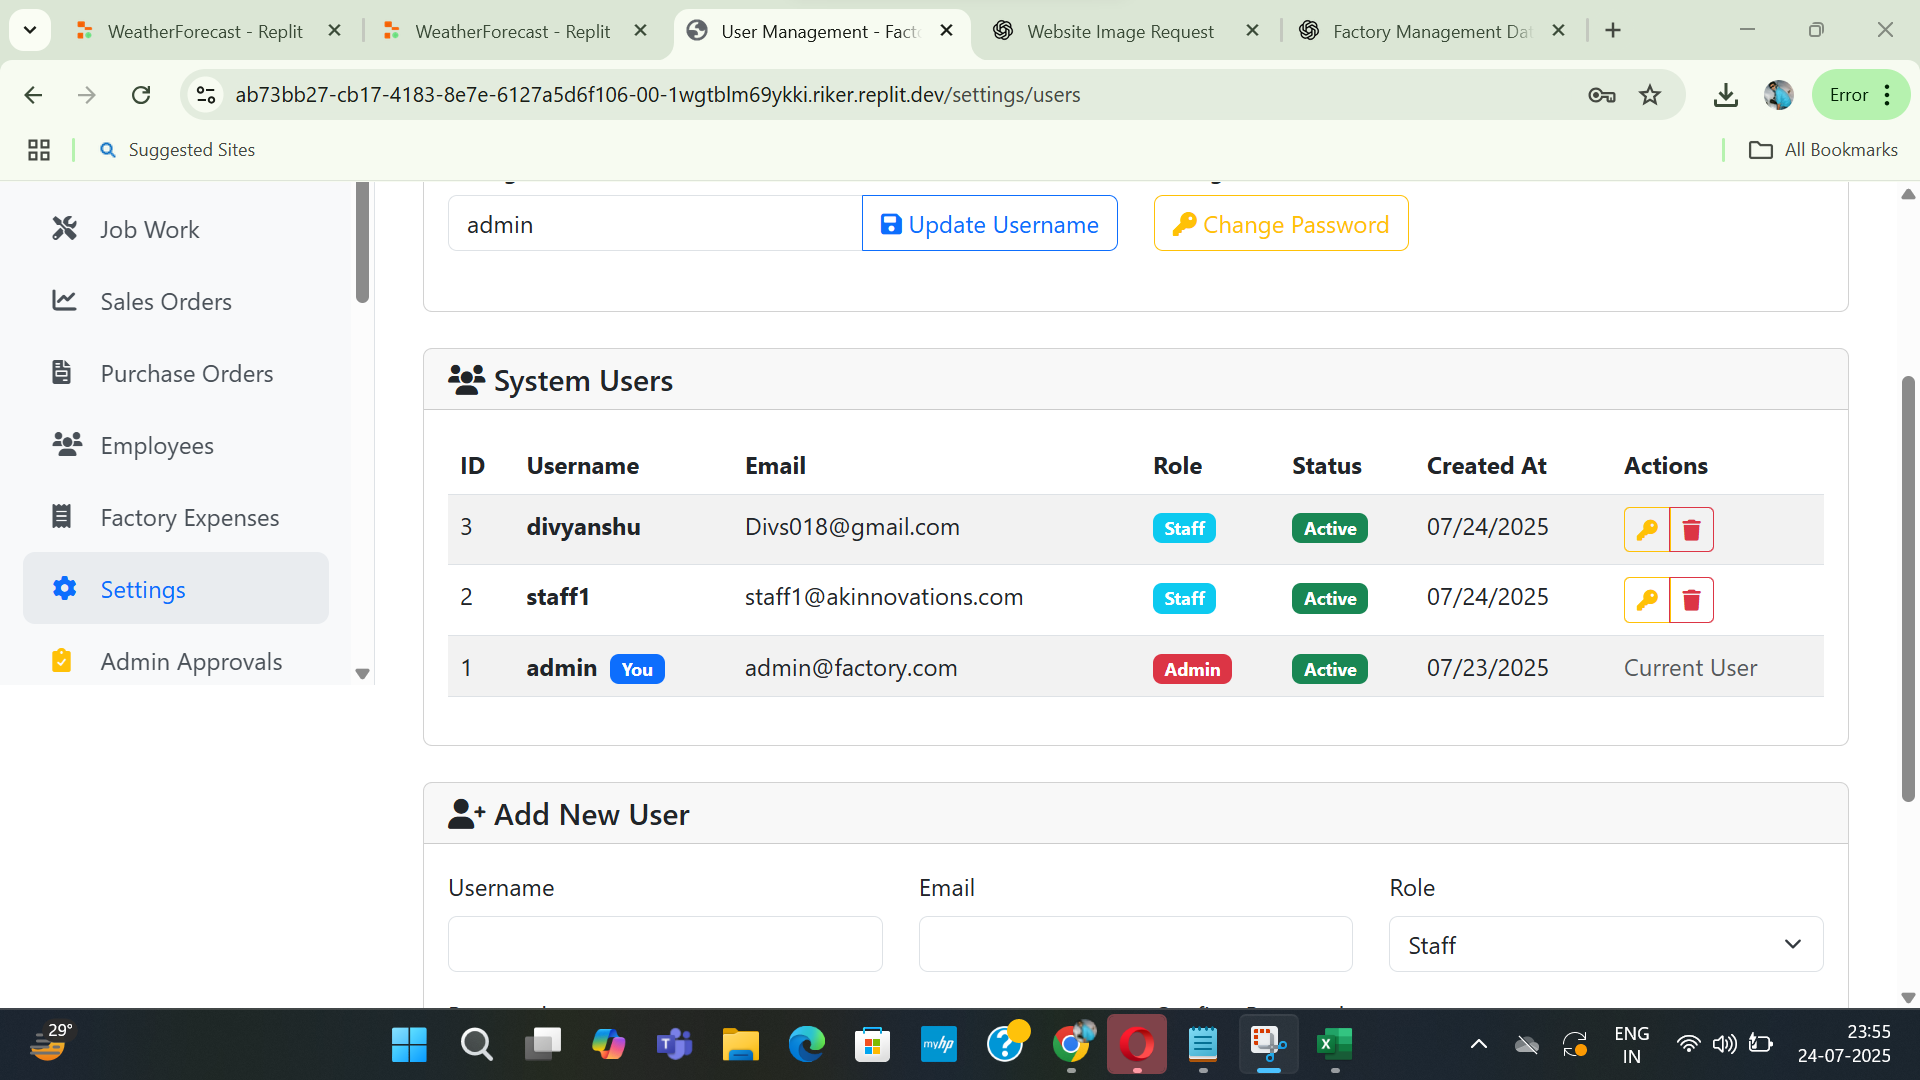 WeatherForecast - Replit
WeatherForecast - Replit
User Management - Facto
Website Image Request
Factory Management Dat
ab73bb27-cb17-4183-8e7e-6127a5d6f106-00-1wgtblm69ykki.riker.replit.dev/settings/users
Error
Suggested Sites
All Bookmarks
Job Work
Sales Orders
Purchase Orders
Employees
Factory Expenses
Settings
Admin Approvals
admin
Update Username
Change Password
System Users
ID Username Email Role Status Created At Actions
3 divyanshu Divs018@gmail.com Staff Active 07/24/2025
2 staff1 staff1@akinnovations.com Staff Active 07/24/2025
1 admin You admin@factory.com Admin Active 07/23/2025 Current User
Add New User
Username Email Role
Staff
29°
myhp
ENG
IN
23:55
24-07-2025